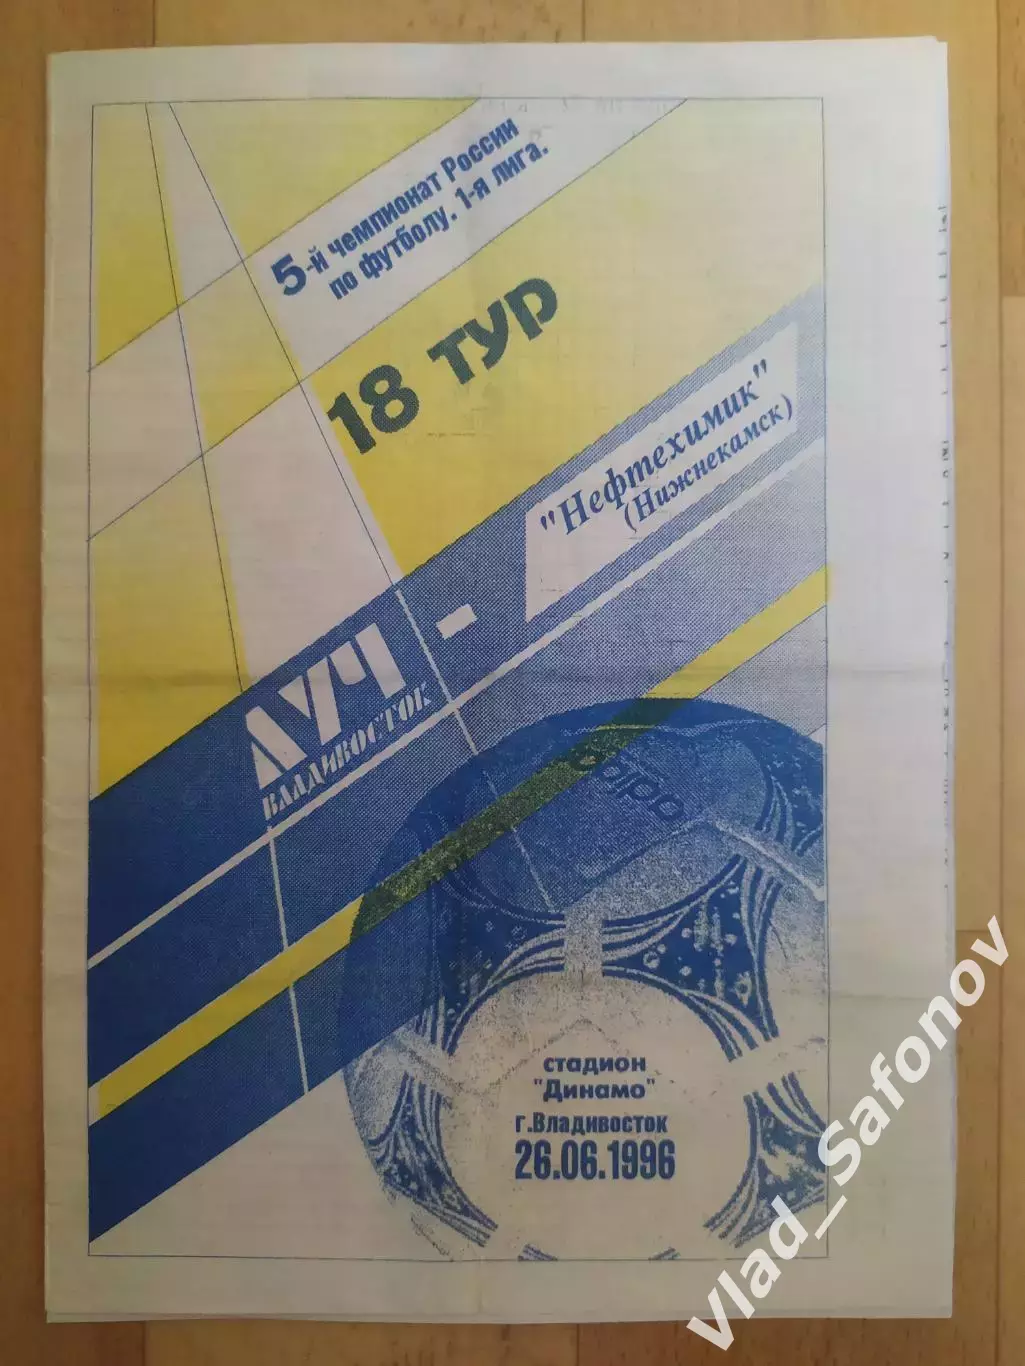 5-й чемпионат России
по футболу. 1-я лига.
18 тур
"Нефтехимик"
(Нижнекамск)
ЛУЧ -
ВЛАДИВОСТОК
adidas
стадион
"Динамо"
г.Владивосток
26.06.1996
Vlad_Safonov